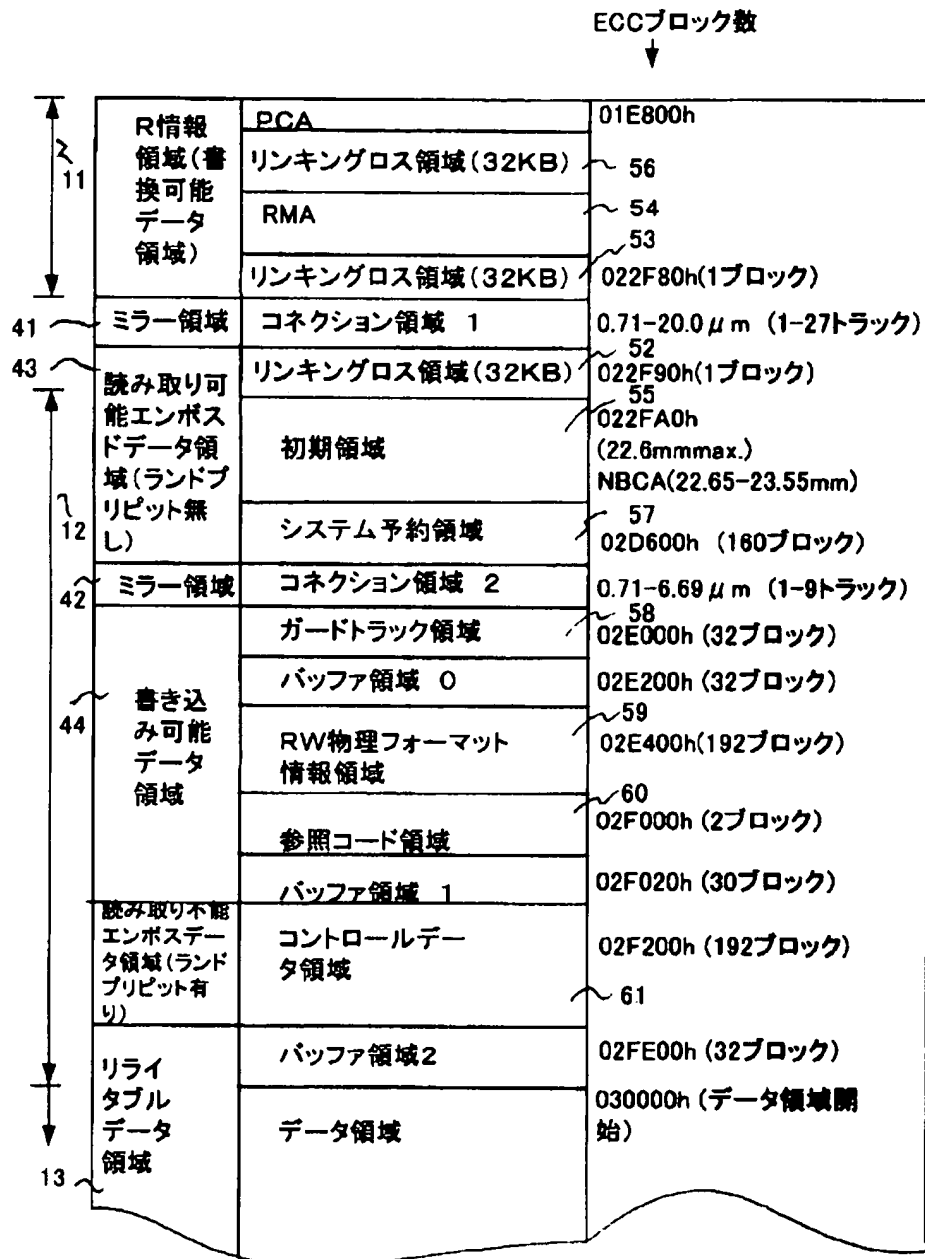 ECCブロック数
R情報
領域(書
換可能
データ
領域)
PCA
01E800h
リンキングロス領域(32KB)
56
11
RMA
54
53
リンキングロス領域(32KB)
022F80h(1ブロック)
41
ミラー領域
コネクション領域 1
0.71-20.0μm (1-27トラック)
43
52
読み取り可
能エンボス
ドデータ領
域(ランドプ
リピット無
し)
リンキングロス領域(32KB)
022F90h(1ブロック)
55
初期領域
022FA0h
(22.6mmmax.)
NBCA(22.65-23.55mm)
12
57
システム予約領域
02D600h (160ブロック)
42
ミラー領域
コネクション領域 2
0.71-6.69μm (1-9トラック)
58
ガードトラック領域
02E000h (32ブロック)
バッファ領域 0
02E200h (32ブロック)
44
書き込
み可能
データ
領域
59
RW物理フォーマット
情報領域
02E400h(192ブロック)
60
参照コード領域
02F000h (2ブロック)
バッファ領域 1
02F020h (30ブロック)
読み取り不能
エンボスデー
タ領域(ランド
プリピット有
り)
コントロールデー
タ領域
02F200h (192ブロック)
61
バッファ領域2
02FE00h (32ブロック)
リライ
タブル
データ
領域
データ領域
030000h (データ領域開
始)
13